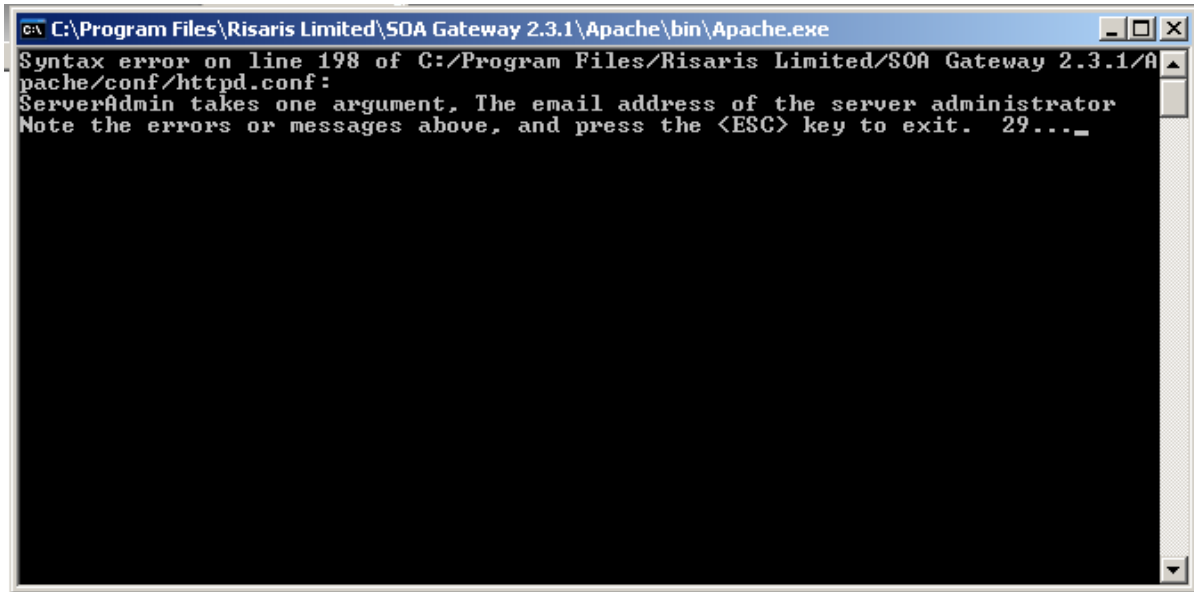 C:\Program Files\Risaris Limited\SOA Gateway 2.3.1\Apache\bin\Apache.exe
Syntax error on line 198 of C:/Program Files/Risaris Limited/SOA Gateway 2.3.1/A
pache/conf/httpd.conf:
ServerAdmin takes one argument, The email address of the server administrator
Note the errors or messages above, and press the <ESC> key to exit.  29..._